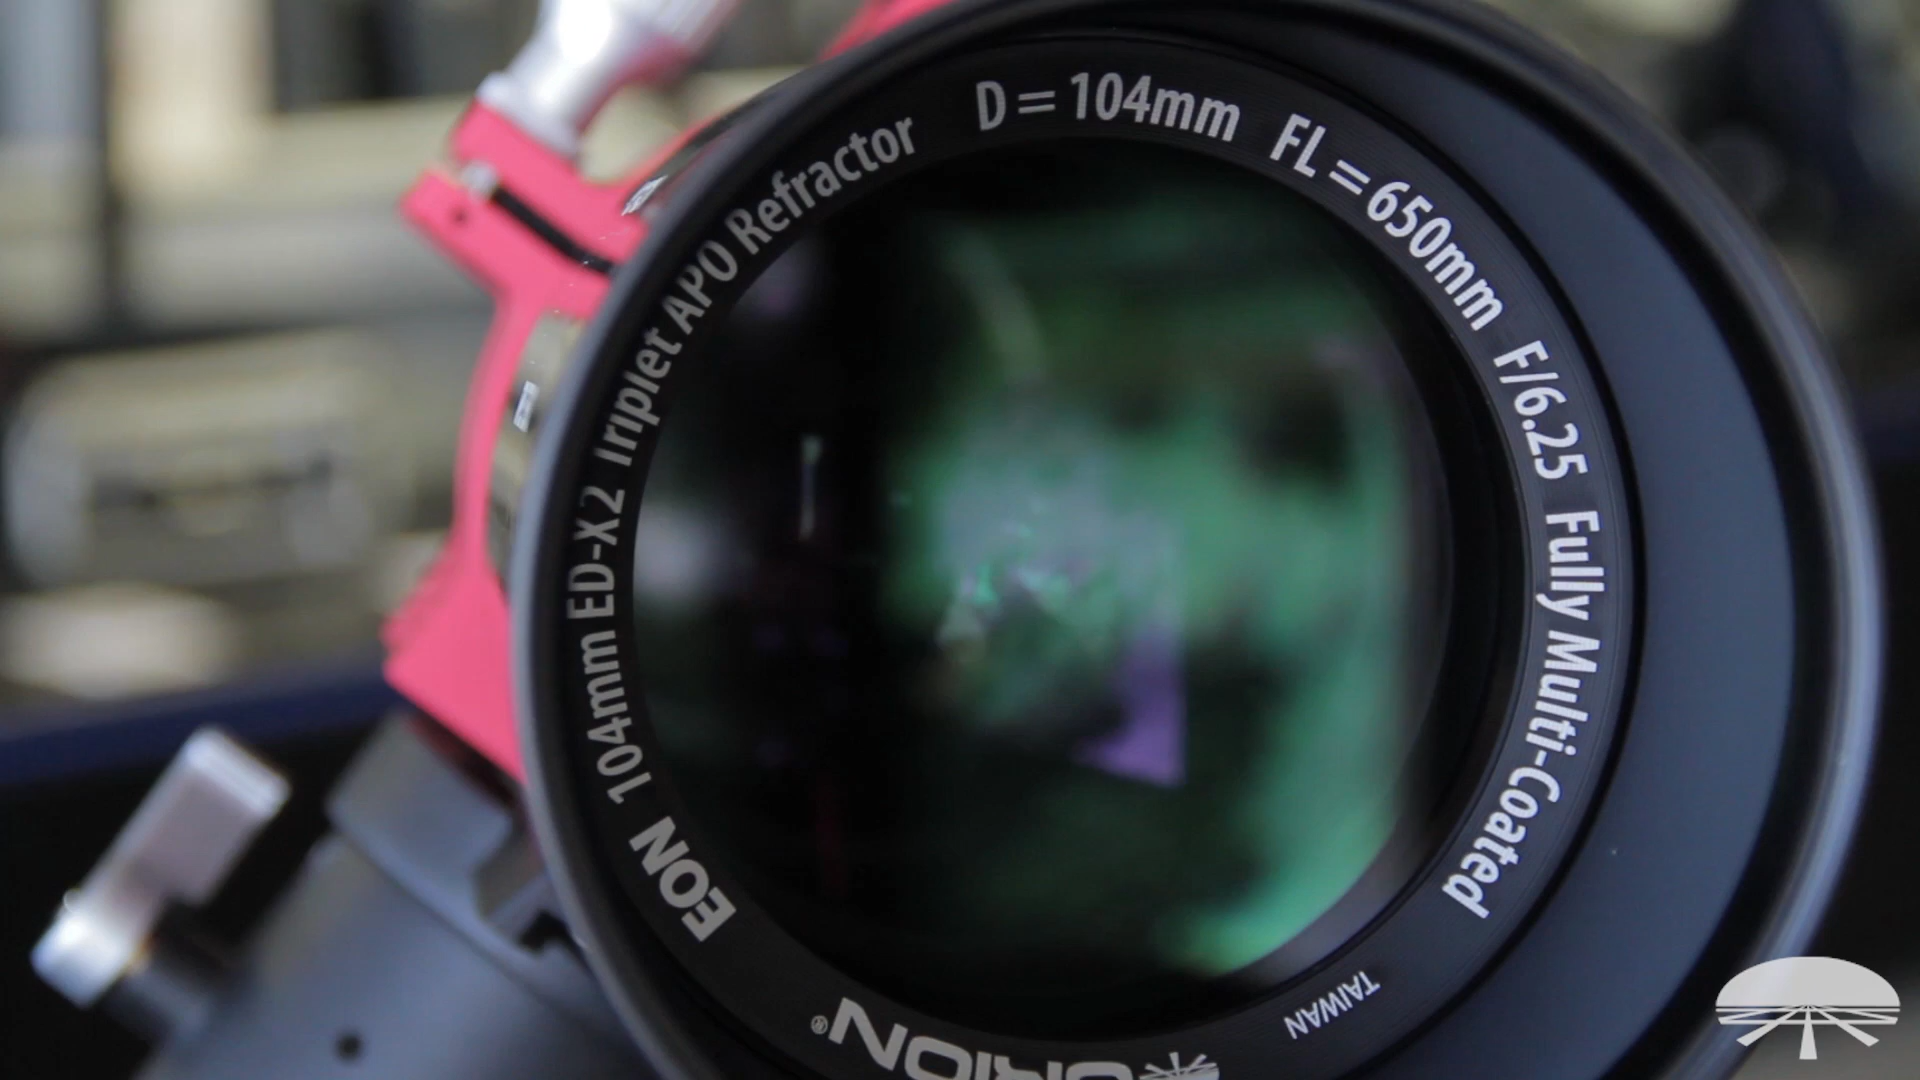 EON 104mm ED-X2 Triplet APO Refractor D = 104mm FL = 650mm F/6.25 Fully Multi-Coated
TAIWAN
ORION®